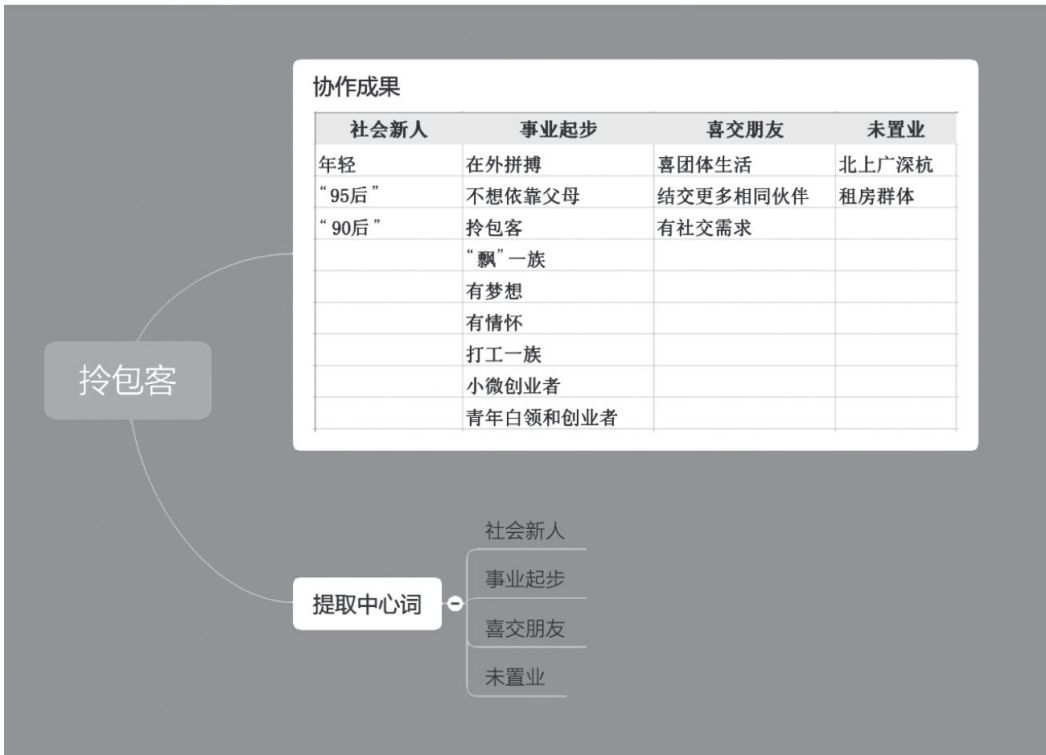 协作成果
社会新人 事业起步 喜交朋友 未置业
年轻 在外拼搏 喜团体生活 北上广深杭
“95后” 不想依靠父母 结交更多相同伙伴 租房群体
“90后” 拎包客 有社交需求
“飘”一族
有梦想
有情怀
打工一族
小微创业者
青年白领和创业者
拎包客
社会新人
事业起步
提取中心词
喜交朋友
未置业